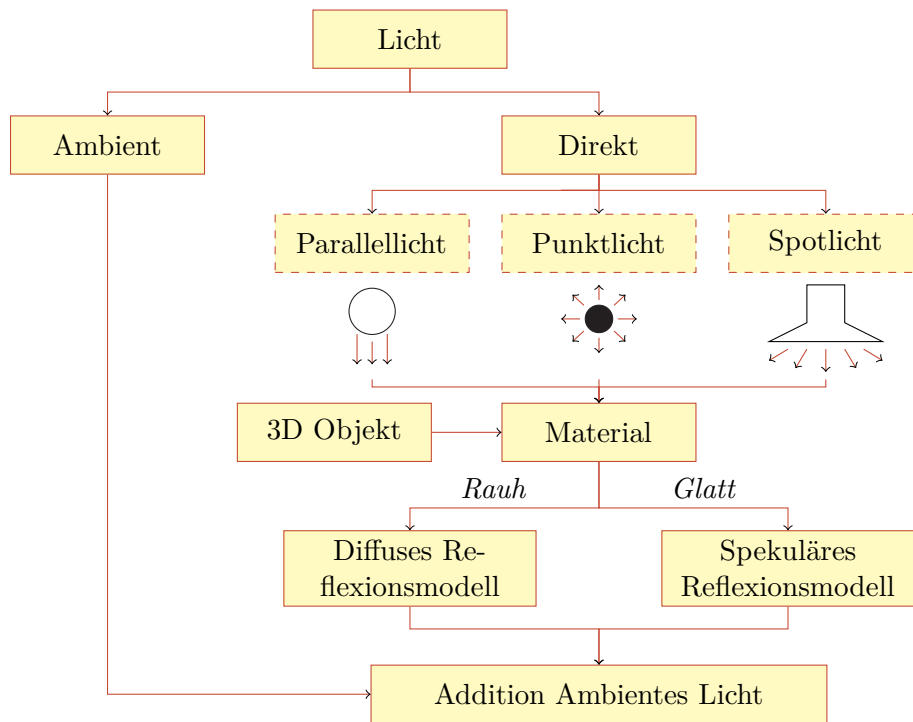 Licht
Ambient
Direkt
Parallellicht
Punktlicht
Spotlicht
3D Objekt
Material
Rauh
Glatt
Diffuses Re-
flexionsmodell
Spekuläres
Reflexionsmodell
Addition Ambientes Licht